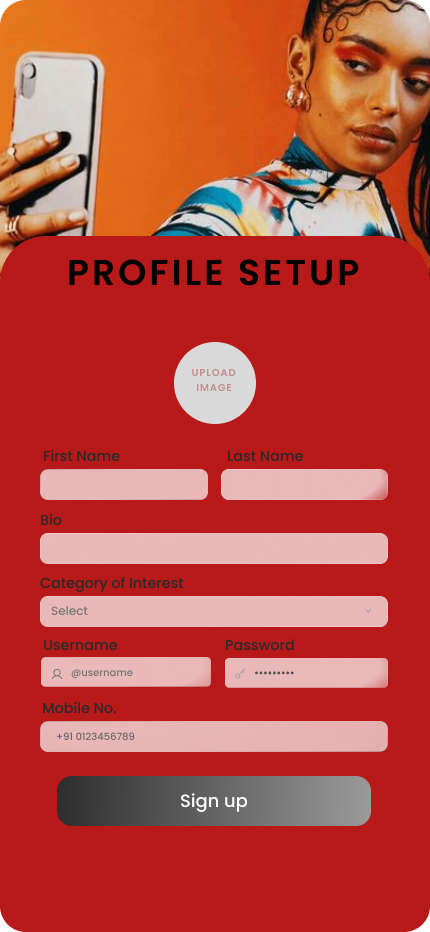 PROFILE SETUP
UPLOAD
IMAGE
First Name Last Name
Bio
Category of Interest
Select
Username Password
@username •••••••••
Mobile No.
+91 0123456789
Sign up